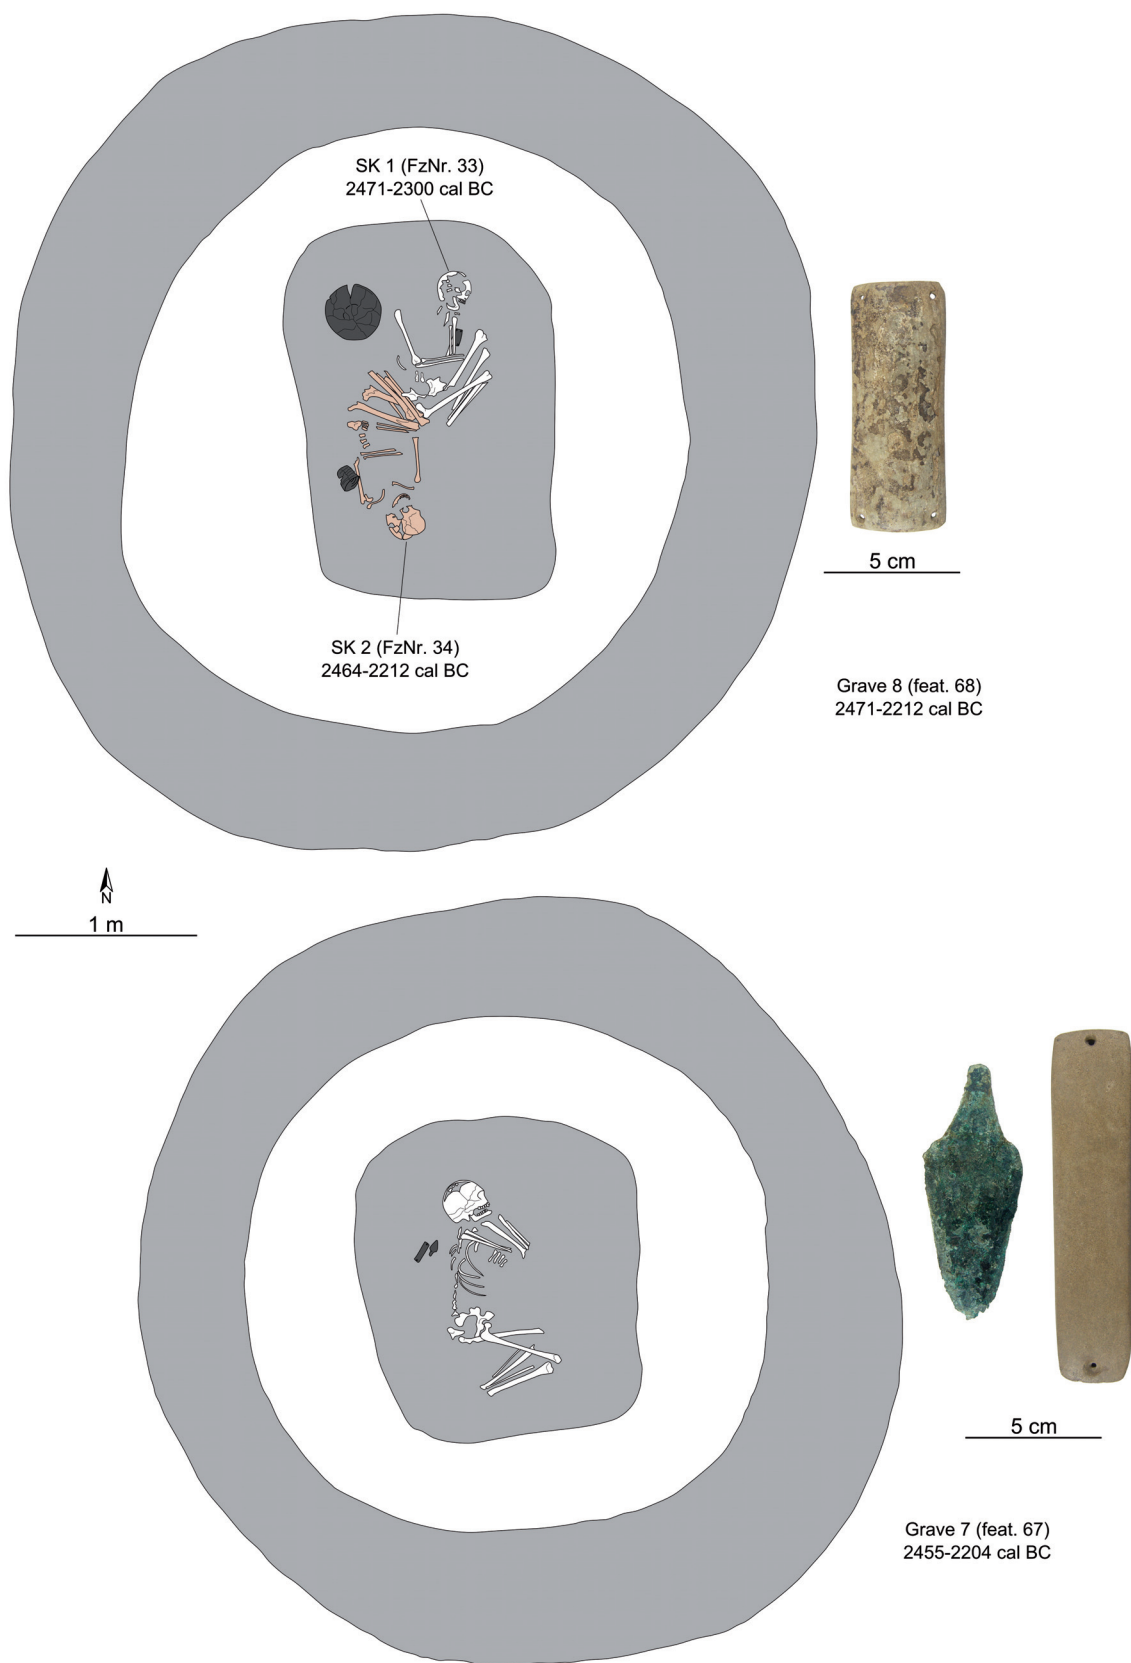 SK 1 (FzNr. 33)
2471-2300 cal BC
5 cm
SK 2 (FzNr. 34)
2464-2212 cal BC
Grave 8 (feat. 68)
2471-2212 cal BC
N
1 m
5 cm
Grave 7 (feat. 67)
2455-2204 cal BC